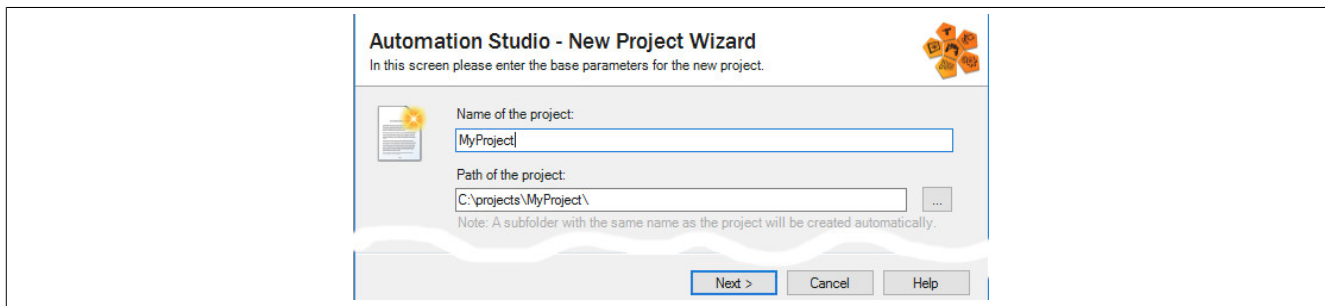 Automation Studio - New Project Wizard
In this screen please enter the base parameters for the new project.
Name of the project:
MyProject
Path of the project:
C:\projects\MyProject\
...
Note: A subfolder with the same name as the project will be created automatically.
Next >
Cancel
Help